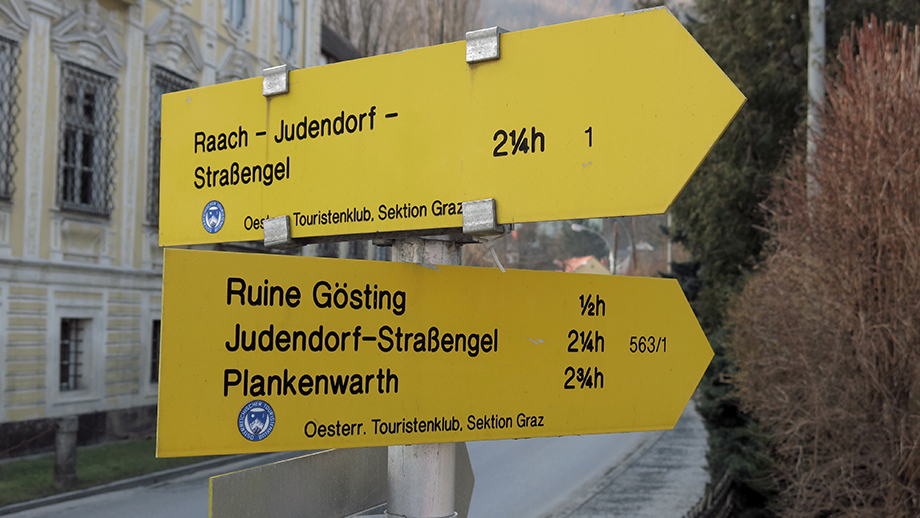 Raach – Judendorf –
Straßengel
2¼h 1
Touristenklub, Sektion Graz
Ruine Gösting ½h
Judendorf–Straßengel 2¼h 563/1
Plankenwarth 2¾h
Oesterr. Touristenklub, Sektion Graz